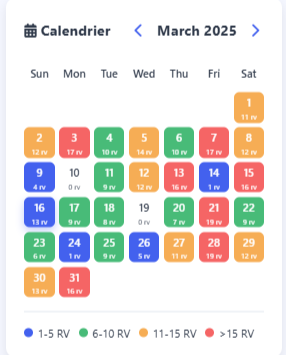 Calendrier March 2025
Sun Mon Tue Wed Thu Fri Sat
1
11 rv
2 3 4 5 6 7 8
12 rv 17 rv 10 rv 14 rv 10 rv 17 rv 12 rv
9 10 11 12 13 14 15
4 rv 0 rv 9 rv 12 rv 16 rv 1 rv 16 rv
16 17 18 19 20 21 22
13 rv 9 rv 8 rv 0 rv 7 rv 19 rv 9 rv
23 24 25 26 27 28 29
6 rv 1 rv 9 rv 5 rv 11 rv 19 rv 12 rv
30 31
13 rv 16 rv
1-5 RV 6-10 RV 11-15 RV >15 RV